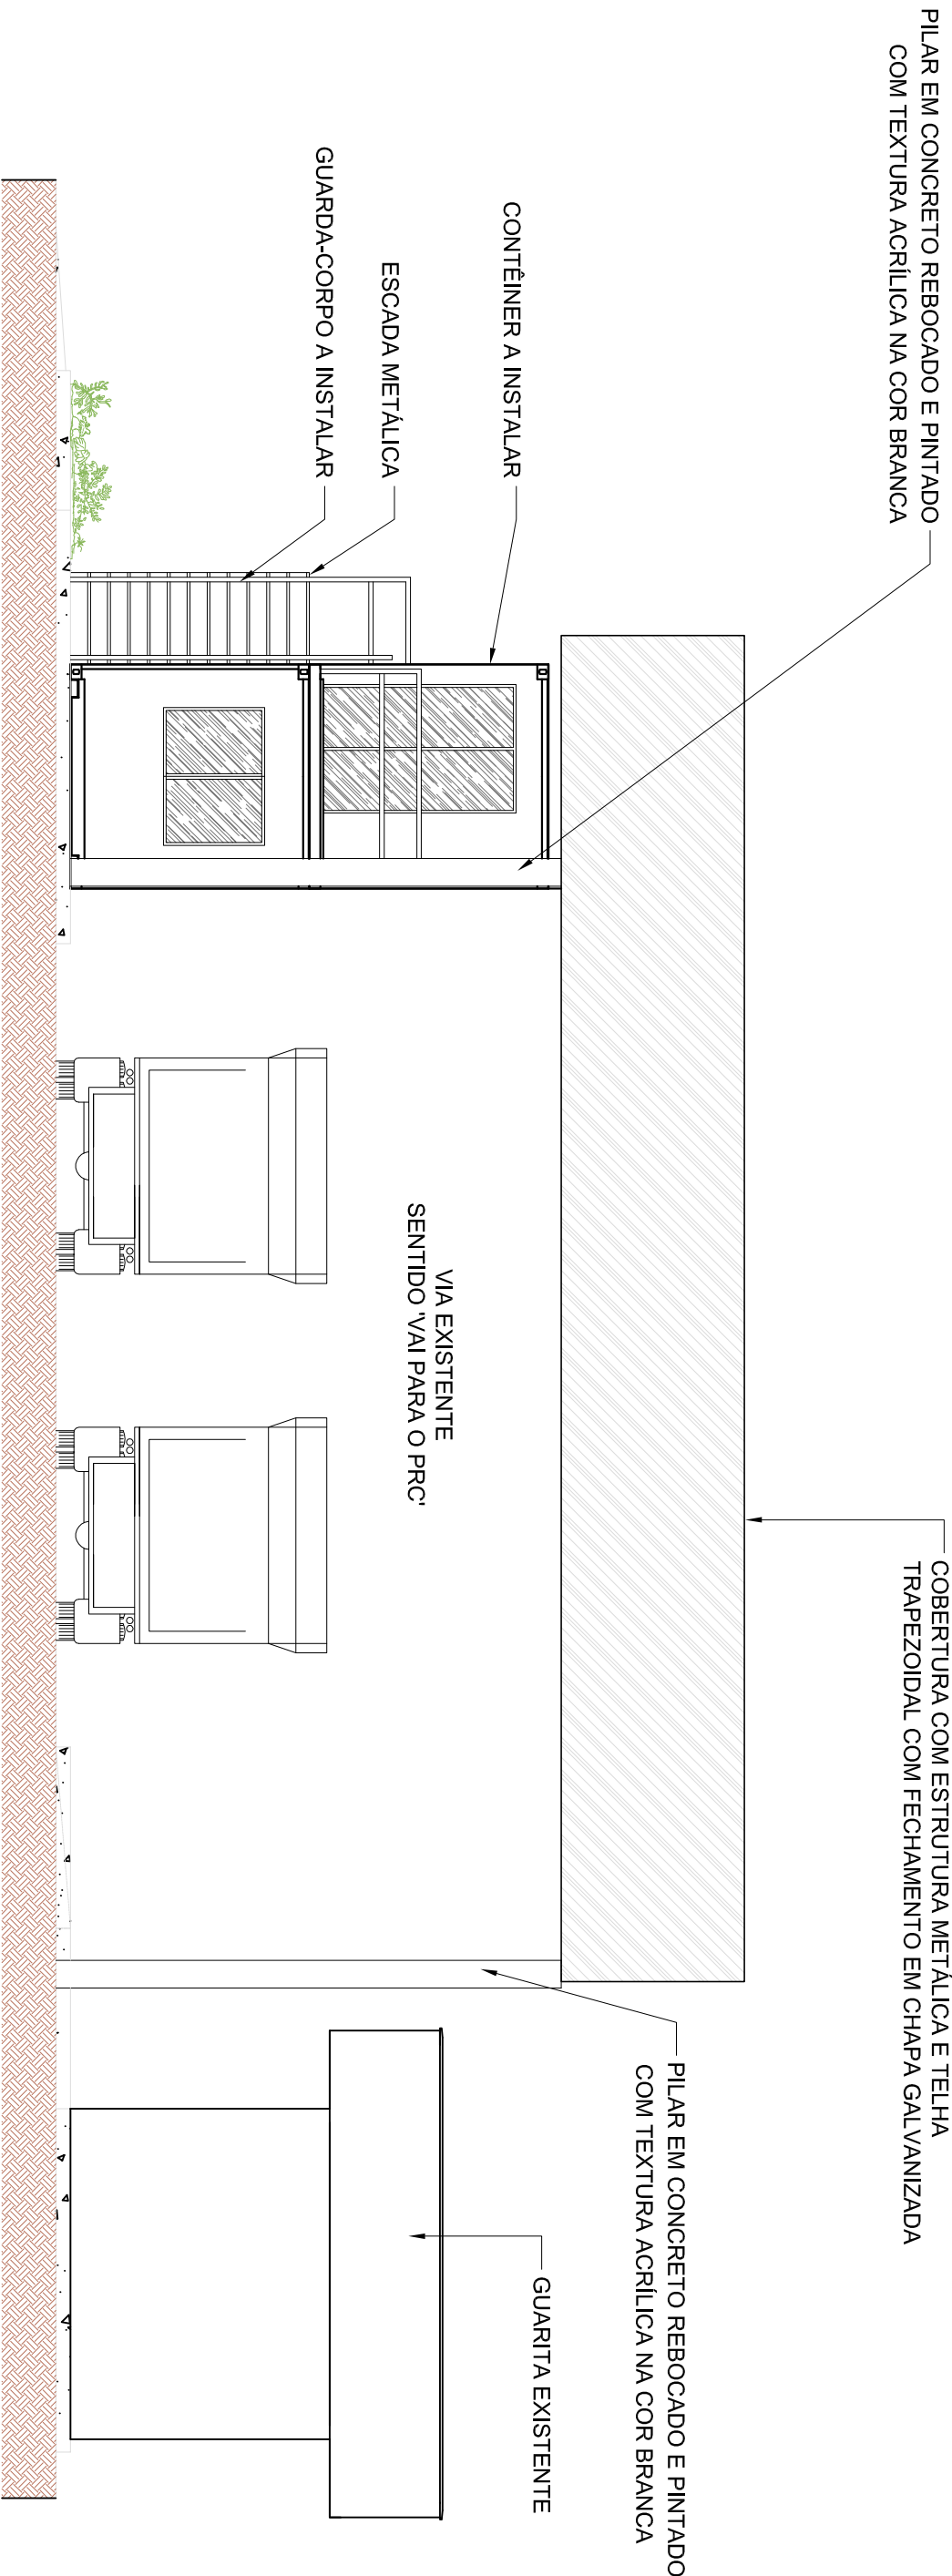 PILAR EM CONCRETO REBOCADO E PINTADO
COM TEXTURA ACRÍLICA NA COR BRANCA
COBERTURA COM ESTRUTURA METÁLICA E TELHA
TRAPEZOIDAL COM FECHAMENTO EM CHAPA GALVANIZADA
CONTÊINER A INSTALAR
ESCADA METÁLICA
GUARDA-CORPO A INSTALAR
VIA EXISTENTE
SENTIDO 'VAI PARA O PRC'
PILAR EM CONCRETO REBOCADO E PINTADO
COM TEXTURA ACRÍLICA NA COR BRANCA
GUARITA EXISTENTE